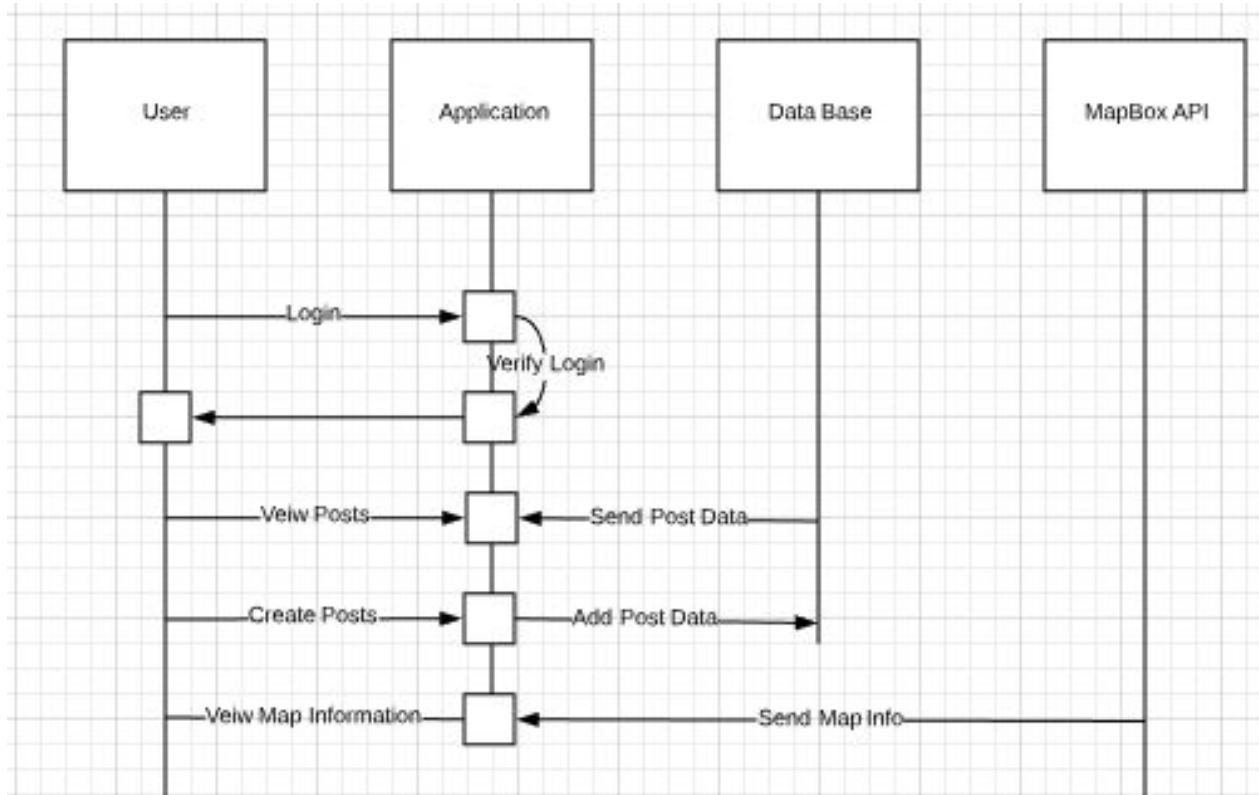 User
Application
Data Base
MapBox API
Login
Verify Login
Veiw Posts
Send Post Data
Create Posts
Add Post Data
Veiw Map Information
Send Map Info